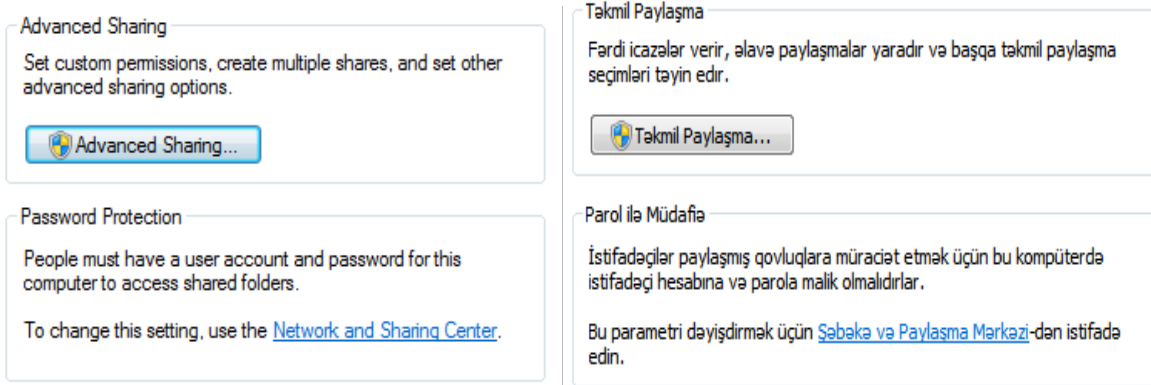 Advanced Sharing
Set custom permissions, create multiple shares, and set other
advanced sharing options.
Advanced Sharing...
Password Protection
People must have a user account and password for this
computer to access shared folders.
To change this setting, use the Network and Sharing Center.
Təkmil Paylaşma
Fərdi icazələr verir, əlavə paylaşmalar yaradır və başqa təkmil paylaşma
seçimləri təyin edir.
Təkmil Paylaşma...
Parol ilə Müdafiə
İstifadəçilər paylaşmış qovluqlara müraciət etmək üçün bu kompüterdə
istifadəçi hesabına və parola malik olmalıdırlar.
Bu parametri dəyişdirmək üçün Şəbəkə və Paylaşma Mərkəzi-dən istifadə
edin.